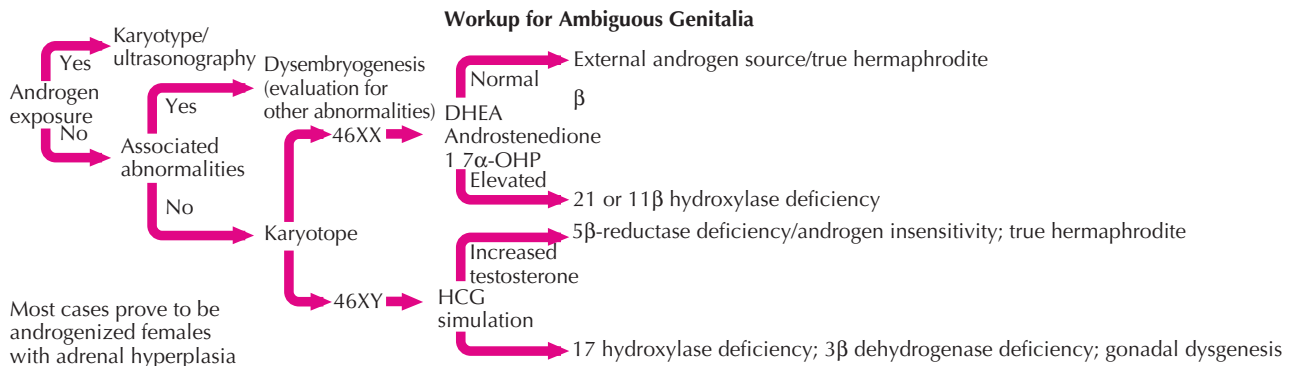 Workup for Ambiguous Genitalia
Androgen
exposure
Yes
Karyotype/
ultrasonography
No
Associated
abnormalities
Yes
Dysembryogenesis
(evaluation for
other abnormalities)
No
Karyotope
46XX
DHEA
Androstenedione
1 7α-OHP
Normal
External androgen source/true hermaphrodite
β
Elevated
21 or 11β hydroxylase deficiency
46XY
HCG
simulation
Increased
testosterone
5β-reductase deficiency/androgen insensitivity; true hermaphrodite
17 hydroxylase deficiency; 3β dehydrogenase deficiency; gonadal dysgenesis
Most cases prove to be
androgenized females
with adrenal hyperplasia